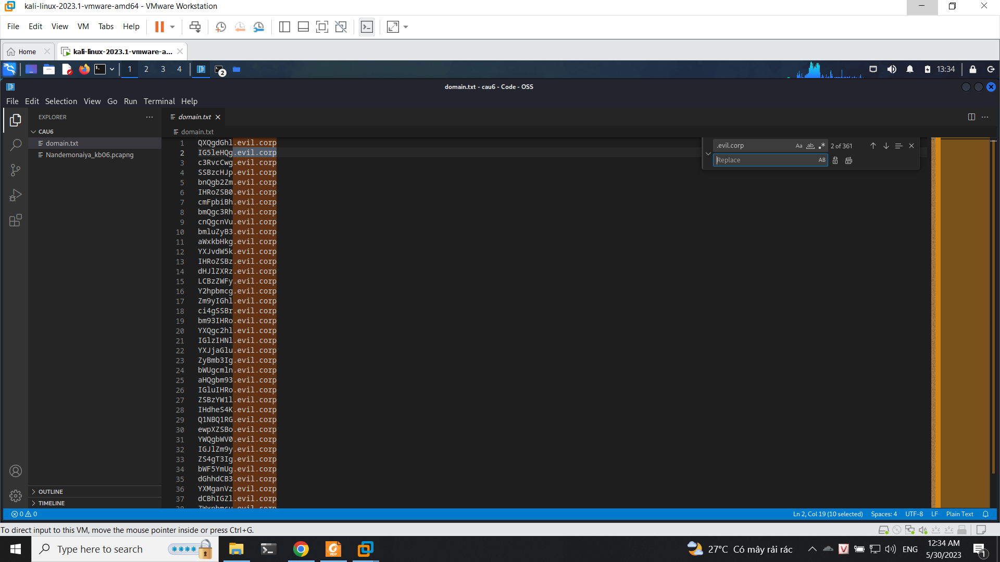 kali-linux-2023.1-vmware-amd64 - VMware Workstation
File Edit View VM Tabs Help
Home
kali-linux-2023.1-vmware-a...
1 2 3 4
2
13:34
domain.txt - cau6 - Code - OSS
File Edit Selection View Go Run Terminal Help
EXPLORER
CAU6
domain.txt
Nandemonaiya_kb06.pcapng
OUTLINE
TIMELINE
domain.txt
domain.txt
.evil.corp
Aa ab .*
2 of 361
Replace
AB
1 QXQgdGhl.evil.corp
2 IG5leHQg.evil.corp
3 c3RvcCwg.evil.corp
4 SSBzcHJp.evil.corp
5 bnQgb2Zm.evil.corp
6 IHRoZSB0.evil.corp
7 cmFpbiBh.evil.corp
8 bmQgc3Rh.evil.corp
9 cnQgcnVu.evil.corp
10 bmluZyB3.evil.corp
11 aWxkbHkg.evil.corp
12 YXJvdW5k.evil.corp
13 IHRoZSBz.evil.corp
14 dHJlZXRz.evil.corp
15 LCBzZWFy.evil.corp
16 Y2hpbmcg.evil.corp
17 Zm9yIGhl.evil.corp
18 ci4gSSBr.evil.corp
19 bm93IHRo.evil.corp
20 YXQgc2hl.evil.corp
21 IGlzIHNl.evil.corp
22 YXJjaGlu.evil.corp
23 ZyBmb3Ig.evil.corp
24 bWUgcmln.evil.corp
25 aHQgbm93.evil.corp
26 IGluIHRo.evil.corp
27 ZSBzYW1l.evil.corp
28 IHdheS4K.evil.corp
29 Q1NBQ1RG.evil.corp
30 ewpXZSBo.evil.corp
31 YWQgbWV0.evil.corp
32 IGJlZm9y.evil.corp
33 ZS4gT3Ig.evil.corp
34 bWF5YmUg.evil.corp
35 dGhhdCB3.evil.corp
36 YXMganVz.evil.corp
37 dCBhIGZl.evil.corp
38
0 0
Ln 2, Col 19 (10 selected) Spaces: 4 UTF-8 LF Plain Text
To direct input to this VM, move the mouse pointer inside or press Ctrl+G.
Type here to search
27°C Có mây rải rác
ENG
12:34 AM
5/30/2023
1